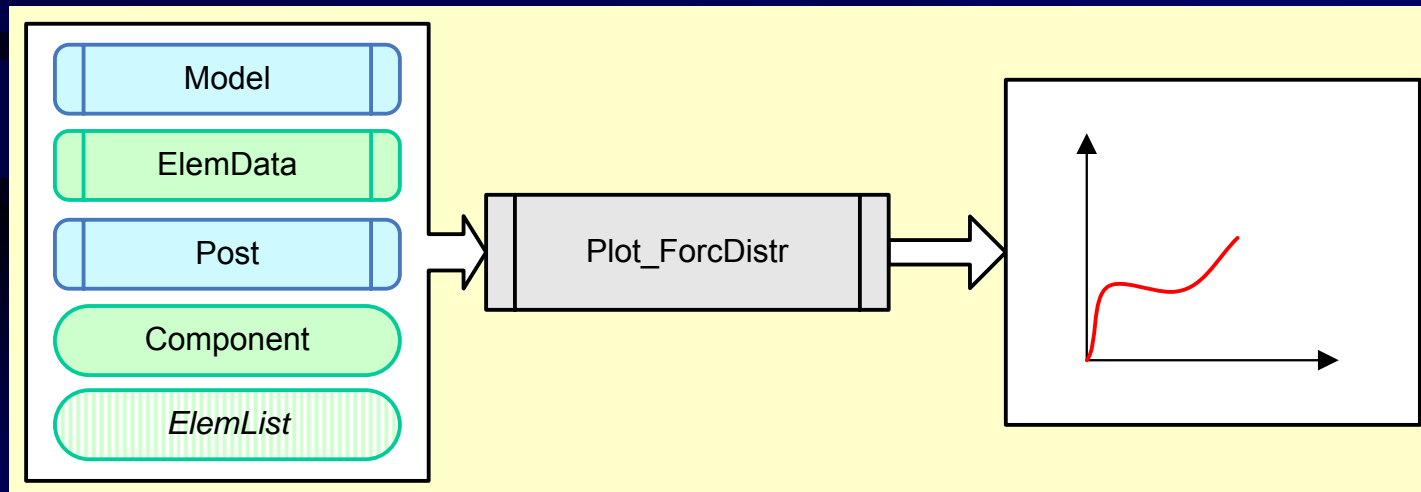 Model
ElemData
Post
Component
ElemList
Plot_ForcDistr